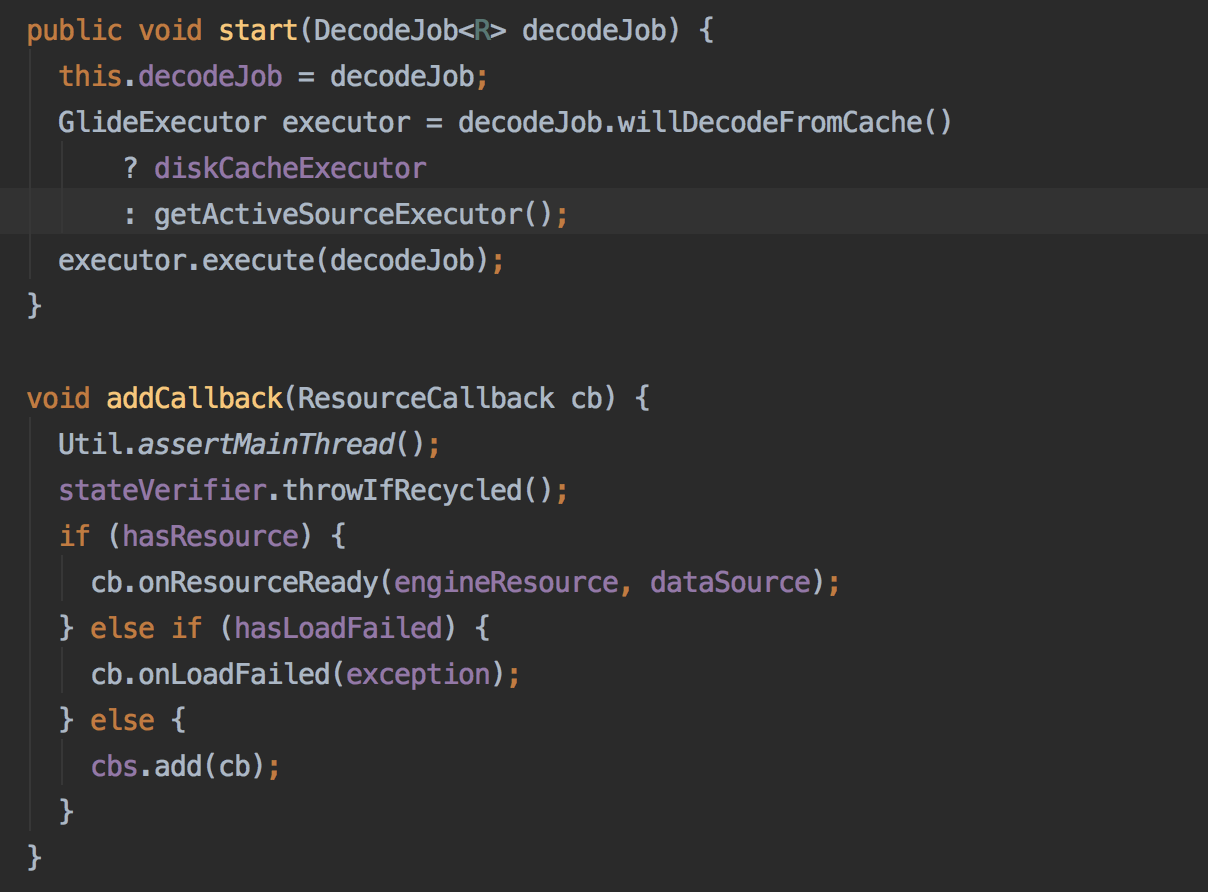 public void start(DecodeJob<R> decodeJob) {
  this.decodeJob = decodeJob;
  GlideExecutor executor = decodeJob.willDecodeFromCache()
      ? diskCacheExecutor
      : getActiveSourceExecutor();
  executor.execute(decodeJob);
}

void addCallback(ResourceCallback cb) {
  Util.assertMainThread();
  stateVerifier.throwIfRecycled();
  if (hasResource) {
    cb.onResourceReady(engineResource, dataSource);
  } else if (hasLoadFailed) {
    cb.onLoadFailed(exception);
  } else {
    cbs.add(cb);
  }
}